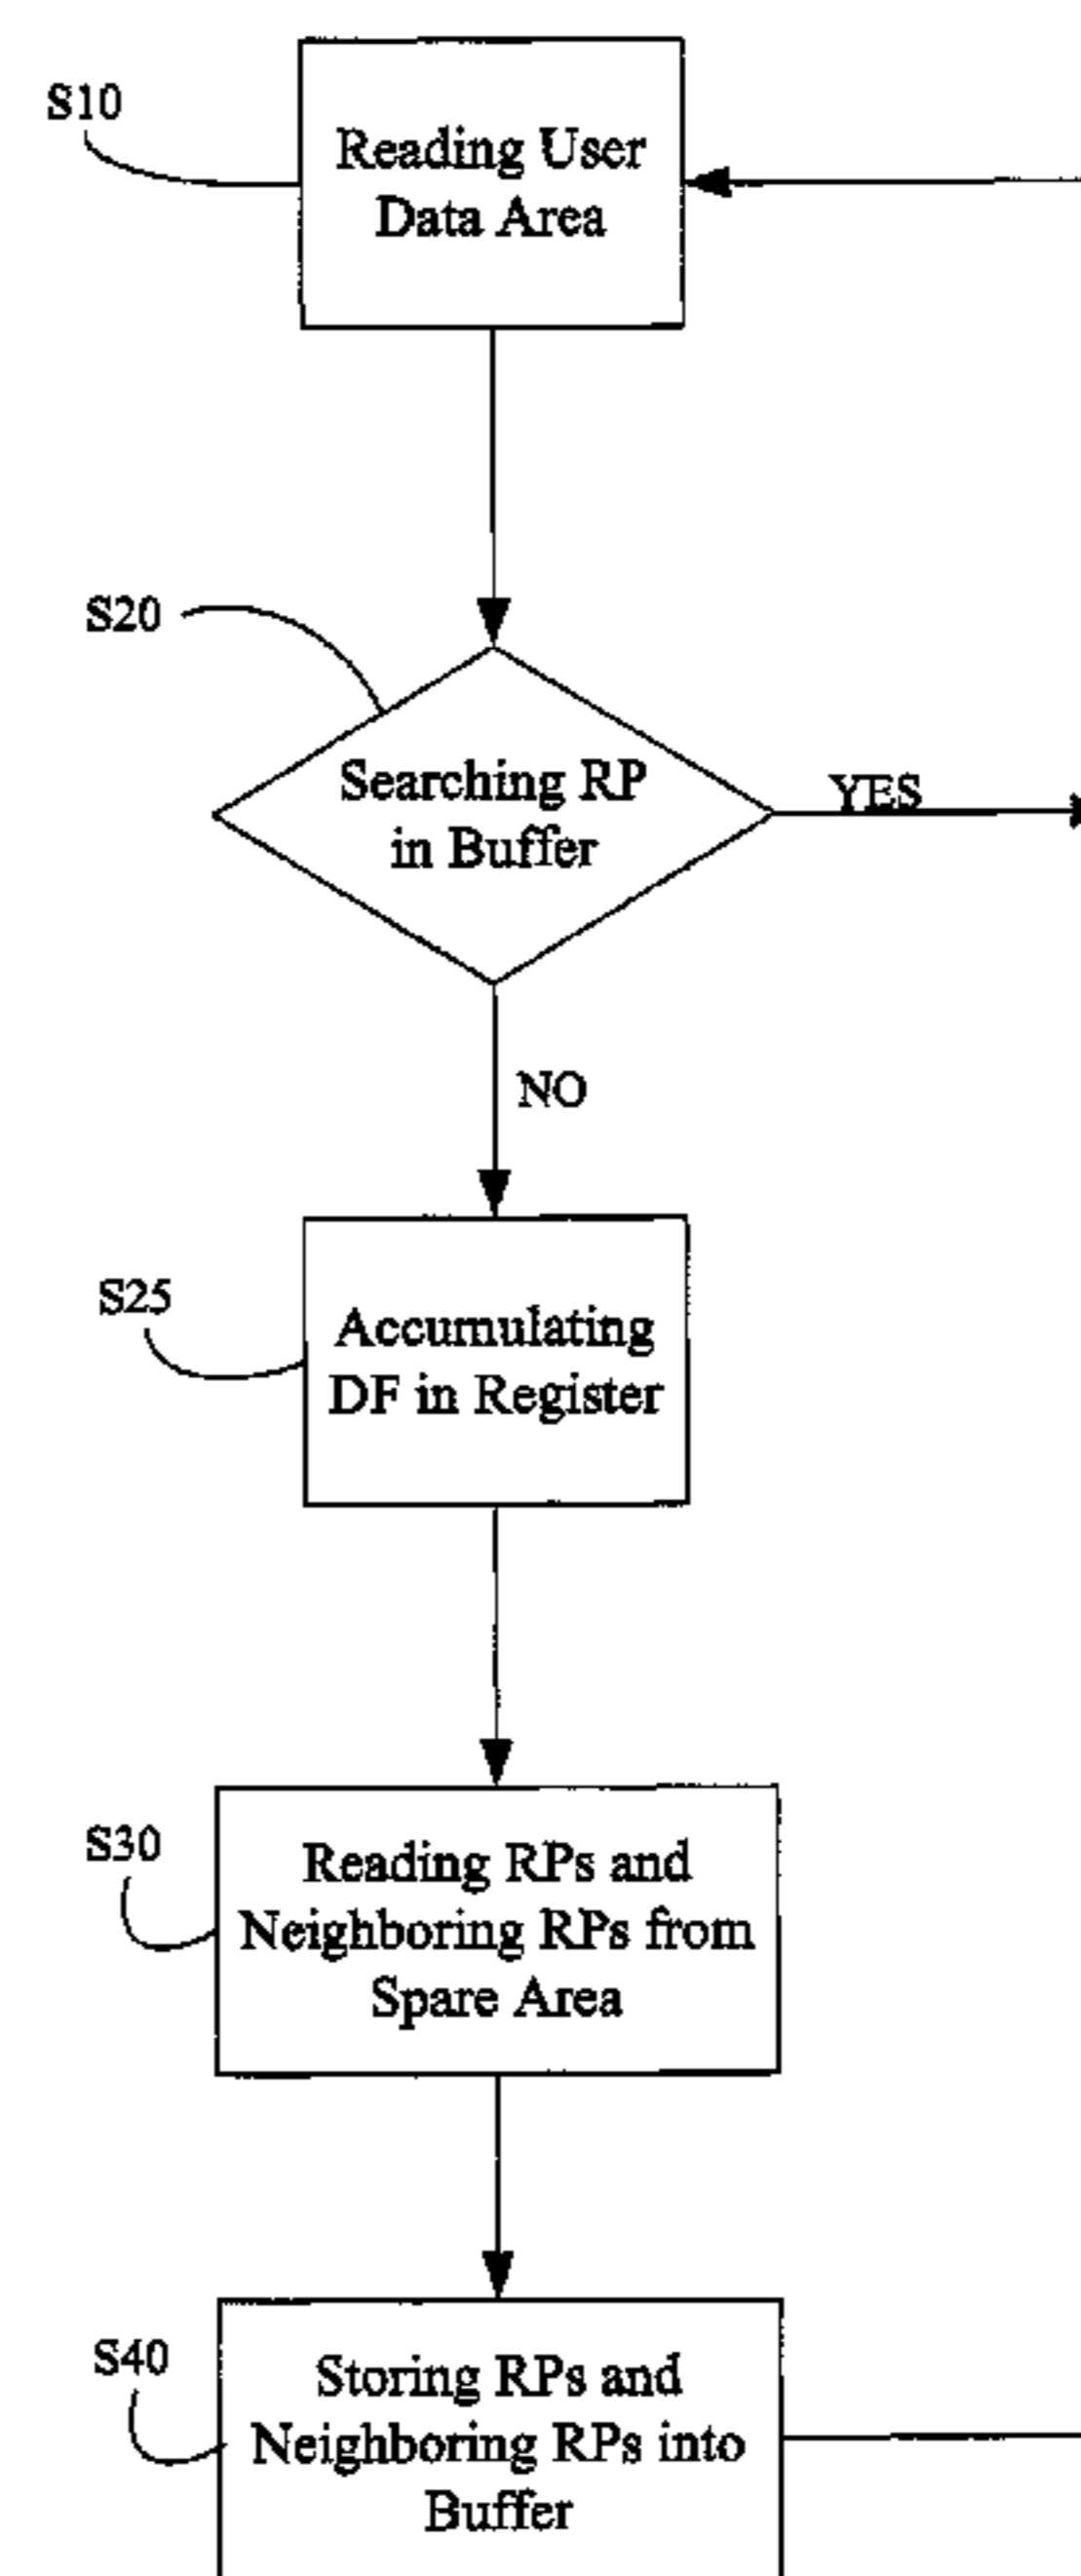 S10
Reading User
Data Area
S20
Searching RP
in Buffer
YES
NO
S25
Accumulating
DF in Register
S30
Reading RPs and
Neighboring RPs from
Spare Area
S40
Storing RPs and
Neighboring RPs into
Buffer